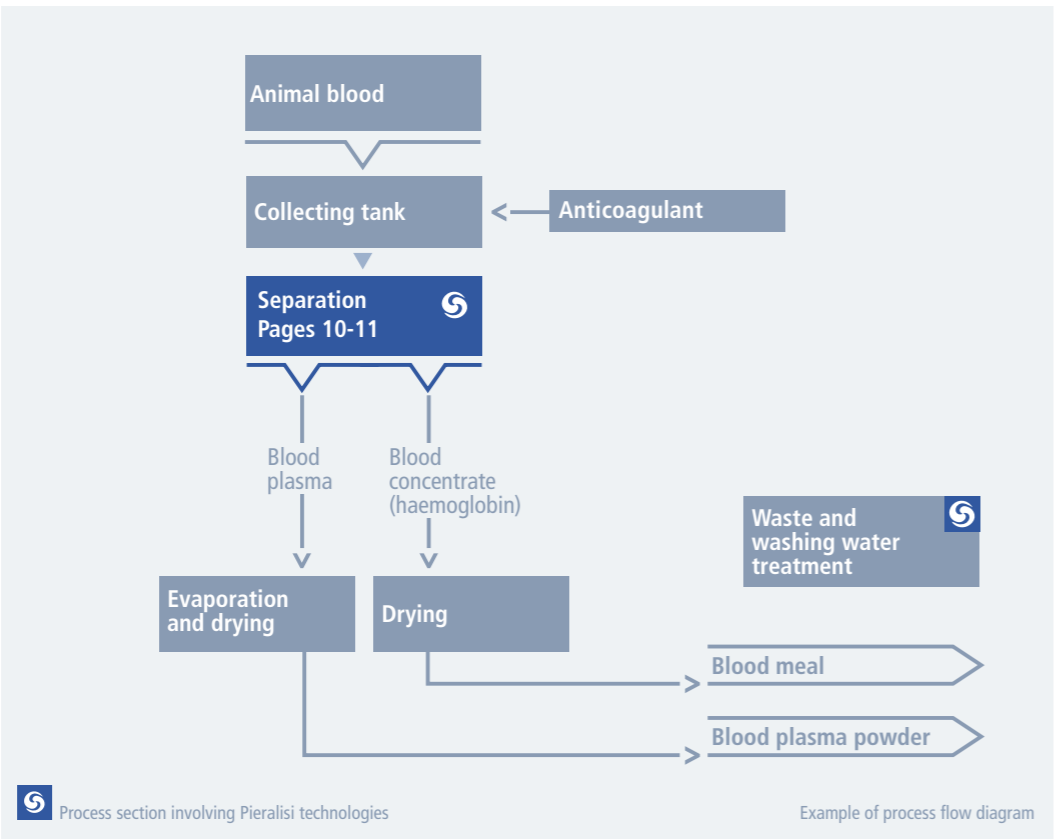 Animal blood
Collecting tank
Anticoagulant
Separation
Pages 10-11
Blood
plasma
Blood
concentrate
(haemoglobin)
Waste and
washing water
treatment
Evaporation
and drying
Drying
Blood meal
Blood plasma powder
Process section involving Pieralisi technologies
Example of process flow diagram